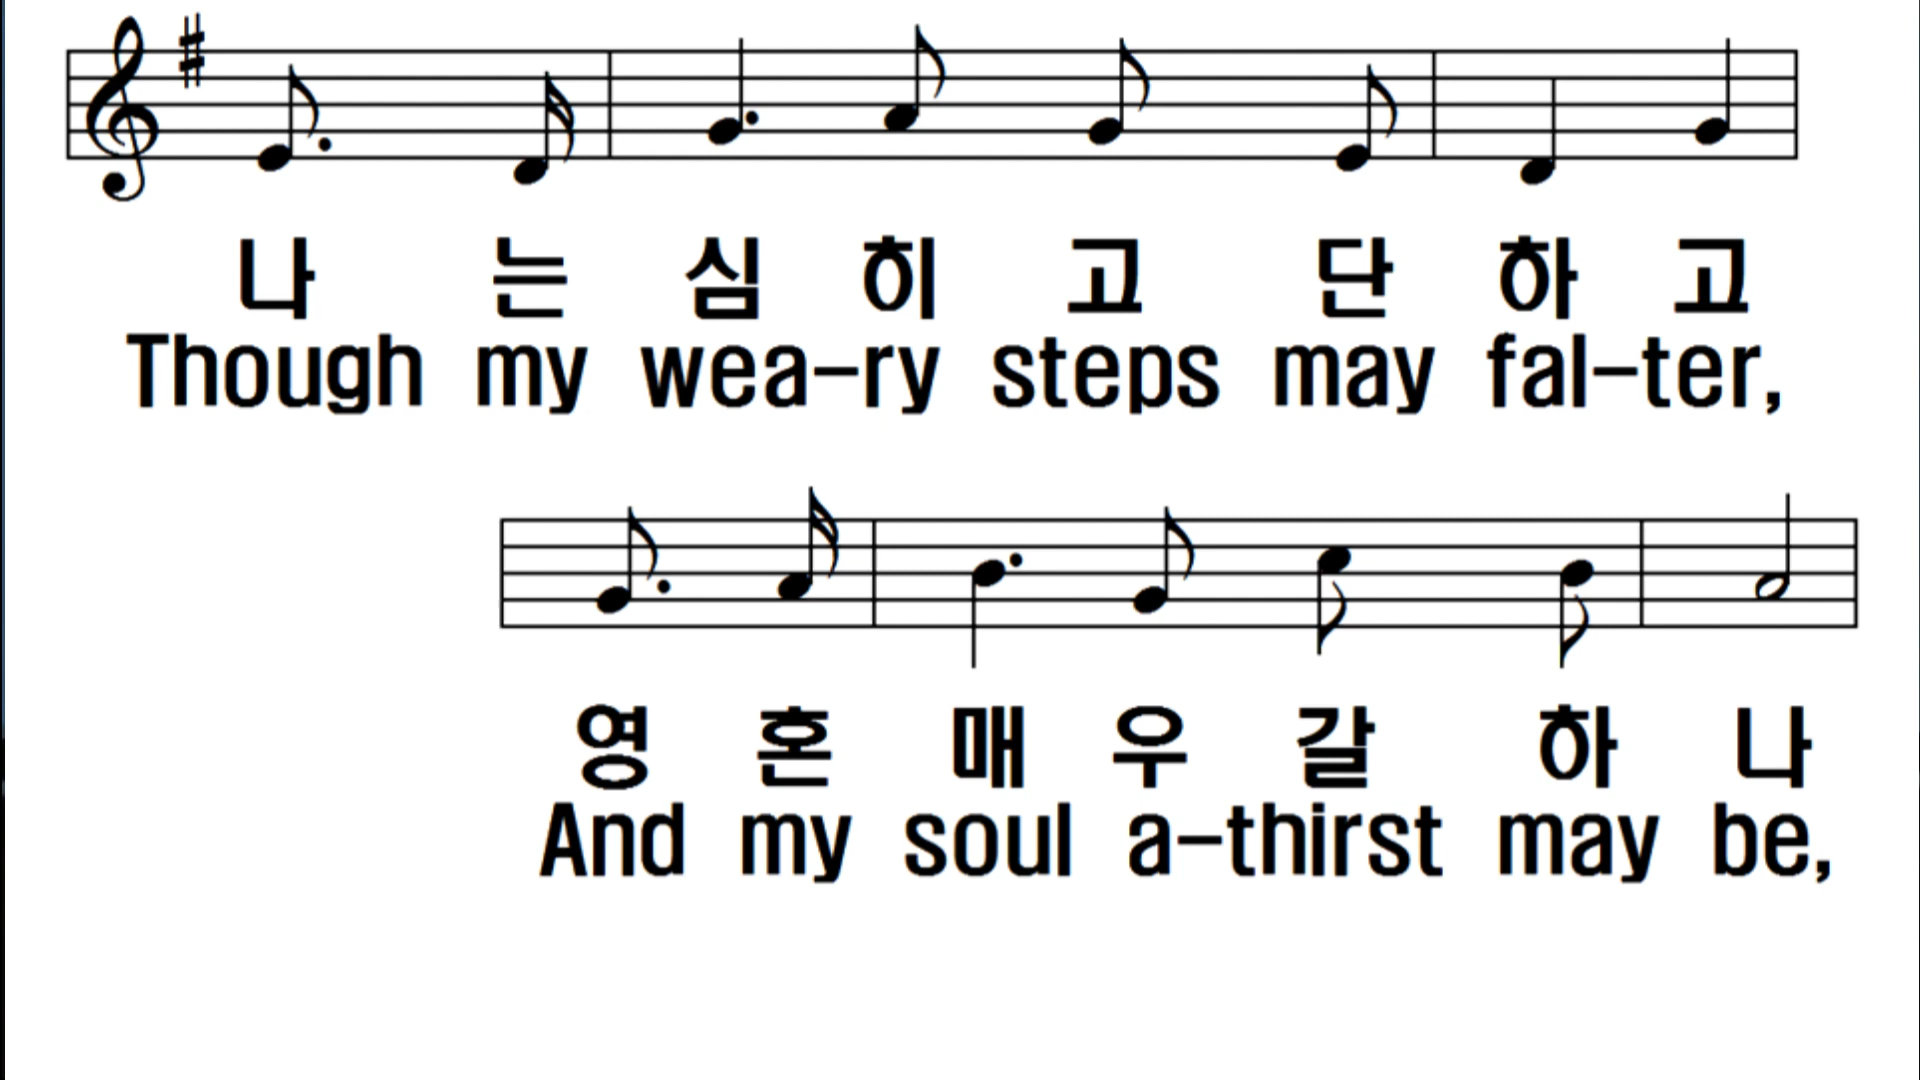 나 는 심 히 고 단 하 고
Though my wea-ry steps may fal-ter,
영 혼 매 우 갈 하 나
And my soul a-thirst may be,